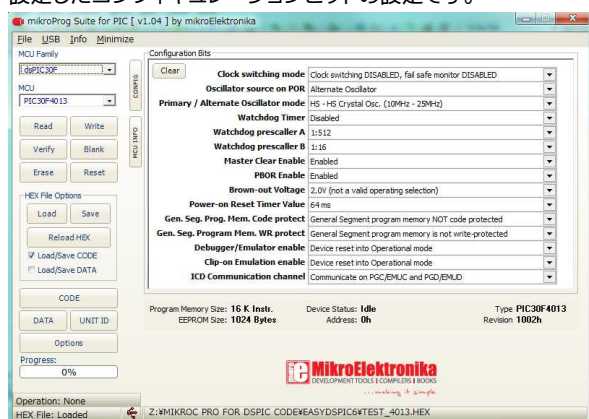 設定したコンフィギュレーションビットの設定です。
mikroProg Suite for PIC [ v1.04 ] by mikroElektronika
File USB Info Minimize
MCU Family
dsPIC30F
MCU
PIC30F4013
Read Write
Verify Blank
Erase Reset
HEX File Options
Load Save
Reload HEX
Load/Save CODE
Load/Save DATA
CODE
DATA UNIT ID
Options
Progress:
0%
Operation: None
HEX File: Loaded
CONFIG
MCU INFO
Configuration Bits
Clear
Clock switching mode Clock switching DISABLED, fail safe monitor DISABLED
Oscillator source on POR Alternate Oscillator
Primary / Alternate Oscillator mode HS - HS Crystal Osc. (10MHz - 25MHz)
Watchdog Timer Disabled
Watchdog prescaller A 1:512
Watchdog prescaller B 1:16
Master Clear Enable Enabled
PBOR Enable Enabled
Brown-out Voltage 2.0V (not a valid operating selection)
Power-on Reset Timer Value 64 ms
Gen. Seg. Prog. Mem. Code protect General Segment program memory NOT code protected
Gen. Seg. Program Mem. WR protect General Segment program memory is not write-protected
Debugger/Emulator enable Device reset into Operational mode
Clip-on Emulation enable Device reset into Operational mode
ICD Communication channel Communicate on PGC/EMUC and PGD/EMUD
Program Memory Size: 16 K Instr. Device Status: Idle Type PIC30F4013
EEPROM Size: 1024 Bytes Address: 0h Revision 1002h
MikroElektronika
DEVELOPMENT TOOLS | COMPILERS | BOOKS
...making it simple
Z:¥MIKROC PRO FOR DSPIC CODE¥EASYDSPIC6¥TEST_4013.HEX